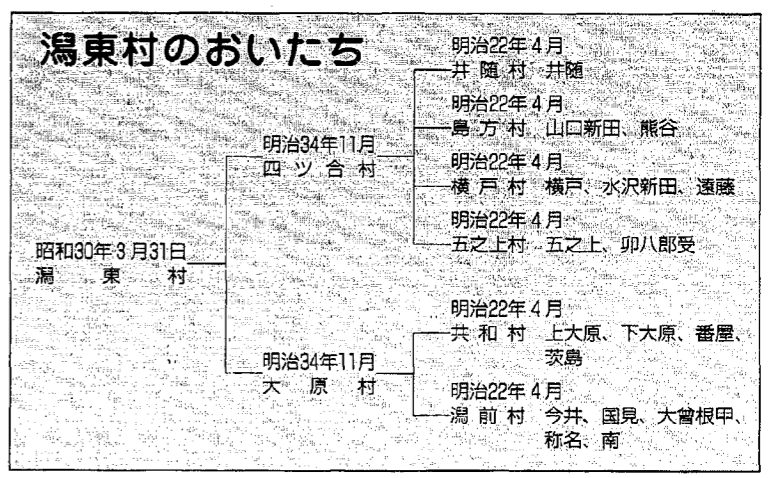 潟東村のおいたち
昭和30年3月31日
潟東村
明治34年11月
四ツ合村
明治22年4月
井随村 井随
明治22年4月
島方村 山口新田、熊谷
明治22年4月
横戸村 横戸、水沢新田、遠藤
明治22年4月
五之上村 五之上、卯八郎受
明治34年11月
大原村
明治22年4月
共和村 上大原、下大原、番屋、
茨島
明治22年4月
潟前村 今井、国見、大曽根甲、
称名、南